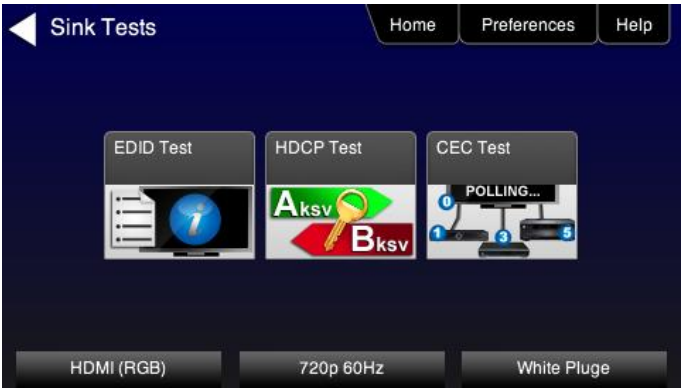 Sink Tests
Home
Preferences
Help
EDID Test
HDCP Test
CEC Test
i
Aksv
Bksv
POLLING...
0
1
3
5
HDMI (RGB)
720p 60Hz
White Pluge